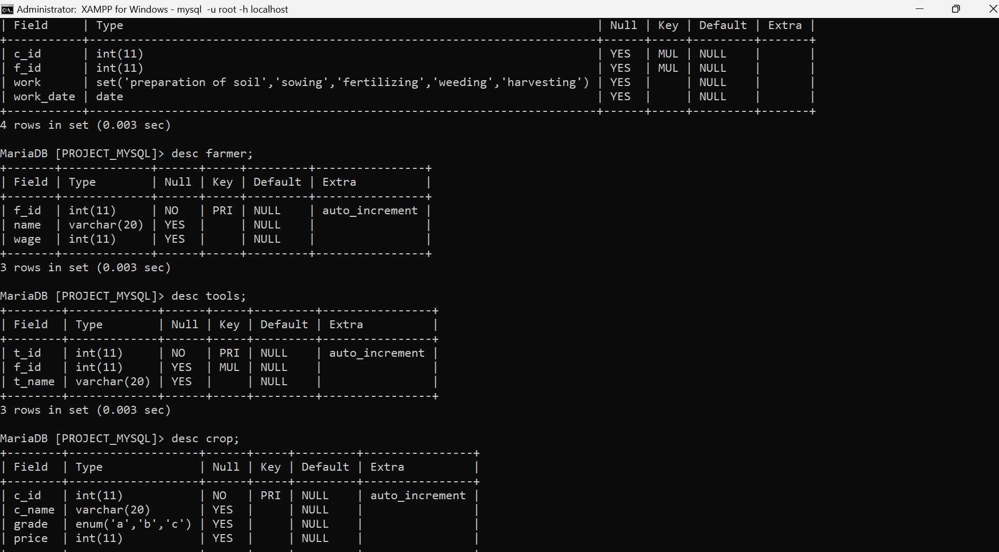 Administrator:  XAMPP for Windows - mysql  -u root -h localhost
| Field     | Type                                                                     | Null | Key | Default | Extra |
+-----------+--------------------------------------------------------------------------+------+-----+---------+-------+
| c_id      | int(11)                                                                  | YES  | MUL | NULL    |       |
| f_id      | int(11)                                                                  | YES  | MUL | NULL    |       |
| work      | set('preparation of soil','sowing','fertilizing','weeding','harvesting') | YES  |     | NULL    |       |
| work_date | date                                                                     | YES  |     | NULL    |       |
+-----------+--------------------------------------------------------------------------+------+-----+---------+-------+
4 rows in set (0.003 sec)

MariaDB [PROJECT_MYSQL]> desc farmer;
+-------+-------------+------+-----+---------+----------------+
| Field | Type        | Null | Key | Default | Extra          |
+-------+-------------+------+-----+---------+----------------+
| f_id  | int(11)     | NO   | PRI | NULL    | auto_increment |
| name  | varchar(20) | YES  |     | NULL    |                |
| wage  | int(11)     | YES  |     | NULL    |                |
+-------+-------------+------+-----+---------+----------------+
3 rows in set (0.003 sec)

MariaDB [PROJECT_MYSQL]> desc tools;
+--------+-------------+------+-----+---------+----------------+
| Field  | Type        | Null | Key | Default | Extra          |
+--------+-------------+------+-----+---------+----------------+
| t_id   | int(11)     | NO   | PRI | NULL    | auto_increment |
| f_id   | int(11)     | YES  | MUL | NULL    |                |
| t_name | varchar(20) | YES  |     | NULL    |                |
+--------+-------------+------+-----+---------+----------------+
3 rows in set (0.003 sec)

MariaDB [PROJECT_MYSQL]> desc crop;
+--------+-------------------+------+-----+---------+----------------+
| Field  | Type              | Null | Key | Default | Extra          |
+--------+-------------------+------+-----+---------+----------------+
| c_id   | int(11)           | NO   | PRI | NULL    | auto_increment |
| c_name | varchar(20)       | YES  |     | NULL    |                |
| grade  | enum('a','b','c') | YES  |     | NULL    |                |
| price  | int(11)           | YES  |     | NULL    |                |